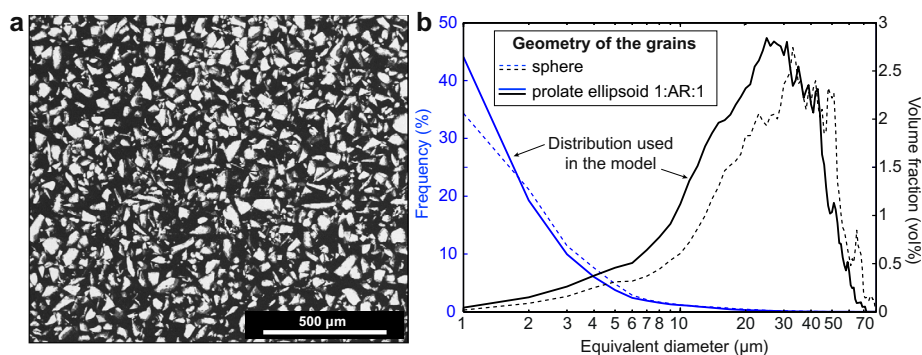 a
500 µm
b
Geometry of the grains
sphere
prolate ellipsoid 1:AR:1
Distribution used
in the model
Frequency (%)
50
40
30
20
10
0
Volume fraction (vol%)
3
2.5
2
1.5
1
0.5
0
1 2 3 4 5 6 7 8 10 20 30 40 50 70
Equivalent diameter (µm)